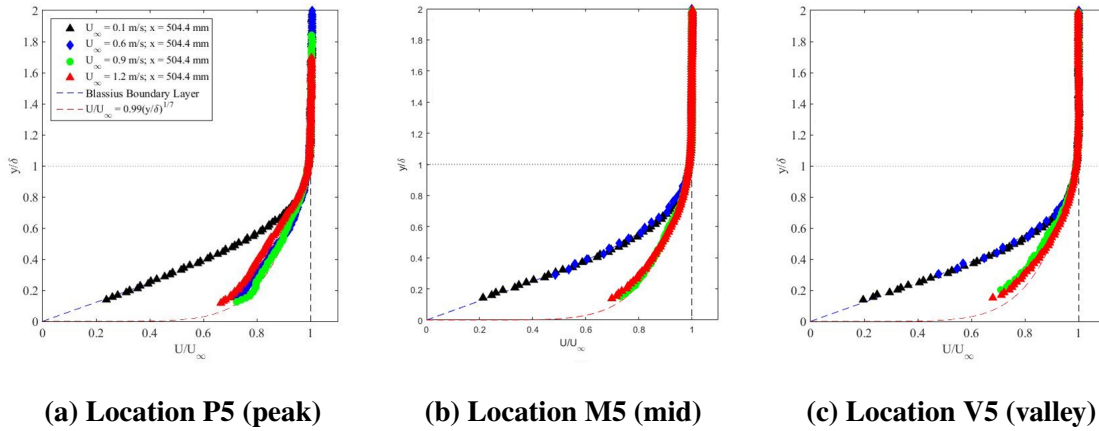 2
1.8
1.6
1.4
1.2
1
0.8
0.6
0.4
0.2
0
y/δ
U∞ = 0.1 m/s; x = 504.4 mm
U∞ = 0.6 m/s; x = 504.4 mm
U∞ = 0.9 m/s; x = 504.4 mm
U∞ = 1.2 m/s; x = 504.4 mm
Blassius Boundary Layer
U/U∞ = 0.99(y/δ)^1/7
0 0.2 0.4 0.6 0.8 1
U/U∞
2
1.8
1.6
1.4
1.2
1
0.8
0.6
0.4
0.2
0
y/δ
0 0.2 0.4 0.6 0.8 1
U/U∞
2
1.8
1.6
1.4
1.2
1
0.8
0.6
0.4
0.2
0
y/δ
0 0.2 0.4 0.6 0.8 1
U/U∞
(a) Location P5 (peak)
(b) Location M5 (mid)
(c) Location V5 (valley)